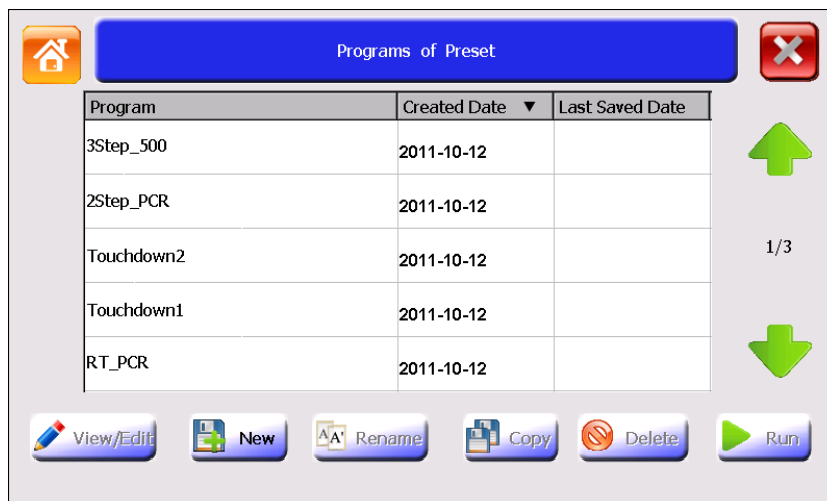 Programs of Preset
Program Created Date ▼ Last Saved Date
3Step_500 2011-10-12
2Step_PCR 2011-10-12
Touchdown2 2011-10-12
1/3
Touchdown1 2011-10-12
RT_PCR 2011-10-12
View/Edit New AA' Rename Copy Delete Run